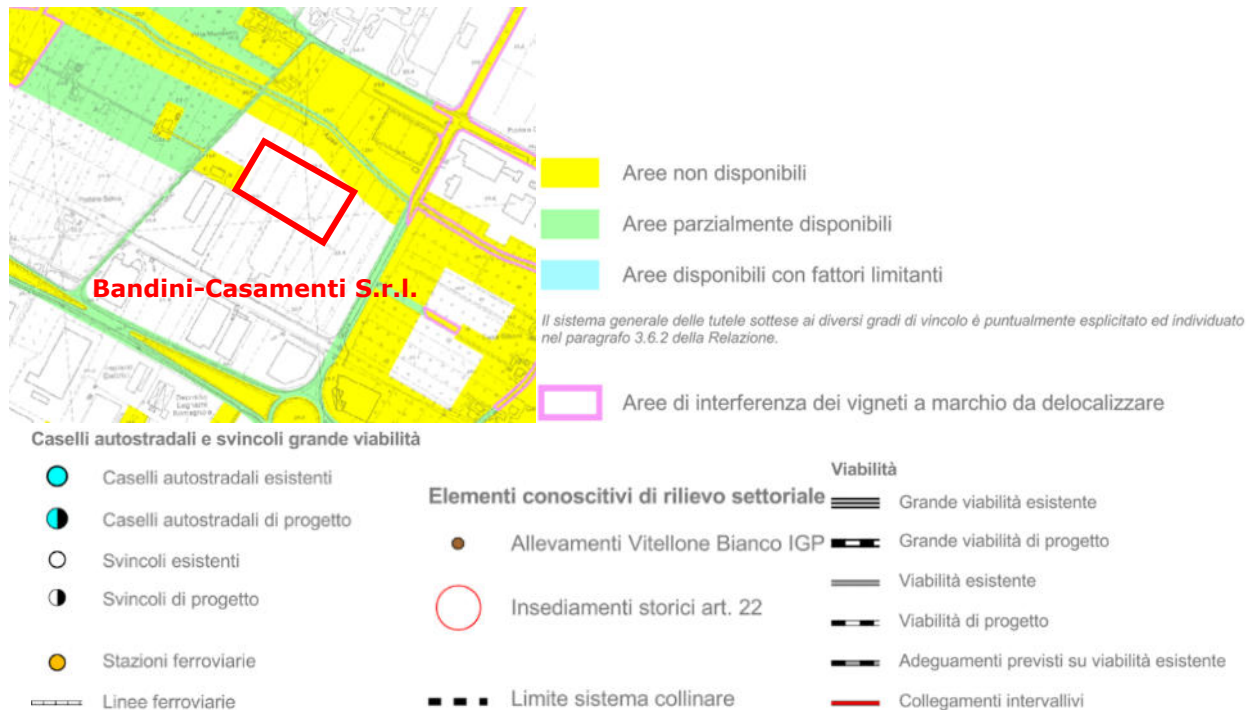 Bandini-Casamenti S.r.l.
Aree non disponibili
Aree parzialmente disponibili
Aree disponibili con fattori limitanti
Il sistema generale delle tutele sottese ai diversi gradi di vincolo è puntualmente esplicitato ed individuato
nel paragrafo 3.6.2 della Relazione.
Aree di interferenza dei vigneti a marchio da delocalizzare
Caselli autostradali e svincoli grande viabilità
Caselli autostradali esistenti
Caselli autostradali di progetto
Svincoli esistenti
Svincoli di progetto
Stazioni ferroviarie
Linee ferroviarie
Elementi conoscitivi di rilievo settoriale
Allevamenti Vitellone Bianco IGP
Insediamenti storici art. 22
Limite sistema collinare
Viabilità
Grande viabilità esistente
Grande viabilità di progetto
Viabilità esistente
Viabilità di progetto
Adeguamenti previsti su viabilità esistente
Collegamenti intervallivi